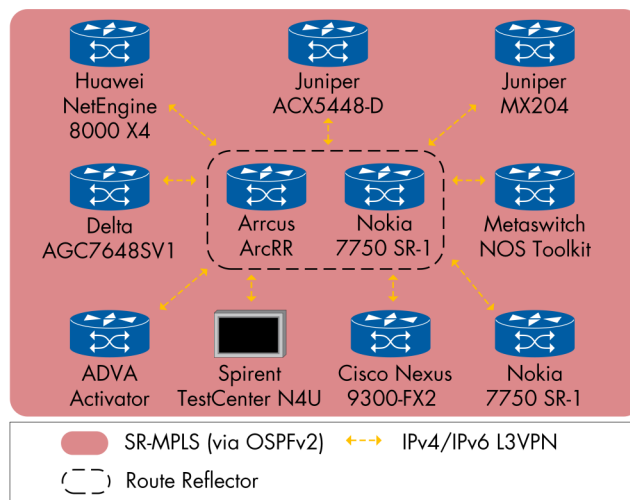 Huawei
NetEngine
8000 X4
Juniper
ACX5448-D
Juniper
MX204
Delta
AGC7648SV1
Arrcus
ArcRR
Nokia
7750 SR-1
Metaswitch
NOS Toolkit
ADVA
Activator
Spirent
TestCenter N4U
Cisco Nexus
9300-FX2
Nokia
7750 SR-1
SR-MPLS (via OSPFv2)
IPv4/IPv6 L3VPN
Route Reflector